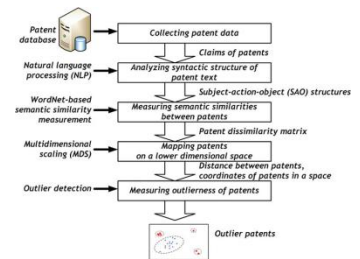 Patent
database
Collecting patent data
Claims of patents
Natural language
processing (NLP)
Analyzing syntactic structure of
patent text
Subject-action-object (SAO) structures
WordNet-based
semantic similarity
measurement
Measuring semantic similarities
between patents
Patent dissimilarity matrix
Multidimensional
scaling (MDS)
Mapping patents
on a lower dimensional space
Distance between patents,
coordinates of patents in a space
Outlier detection
Measuring outlierness of patents
Outlier patents